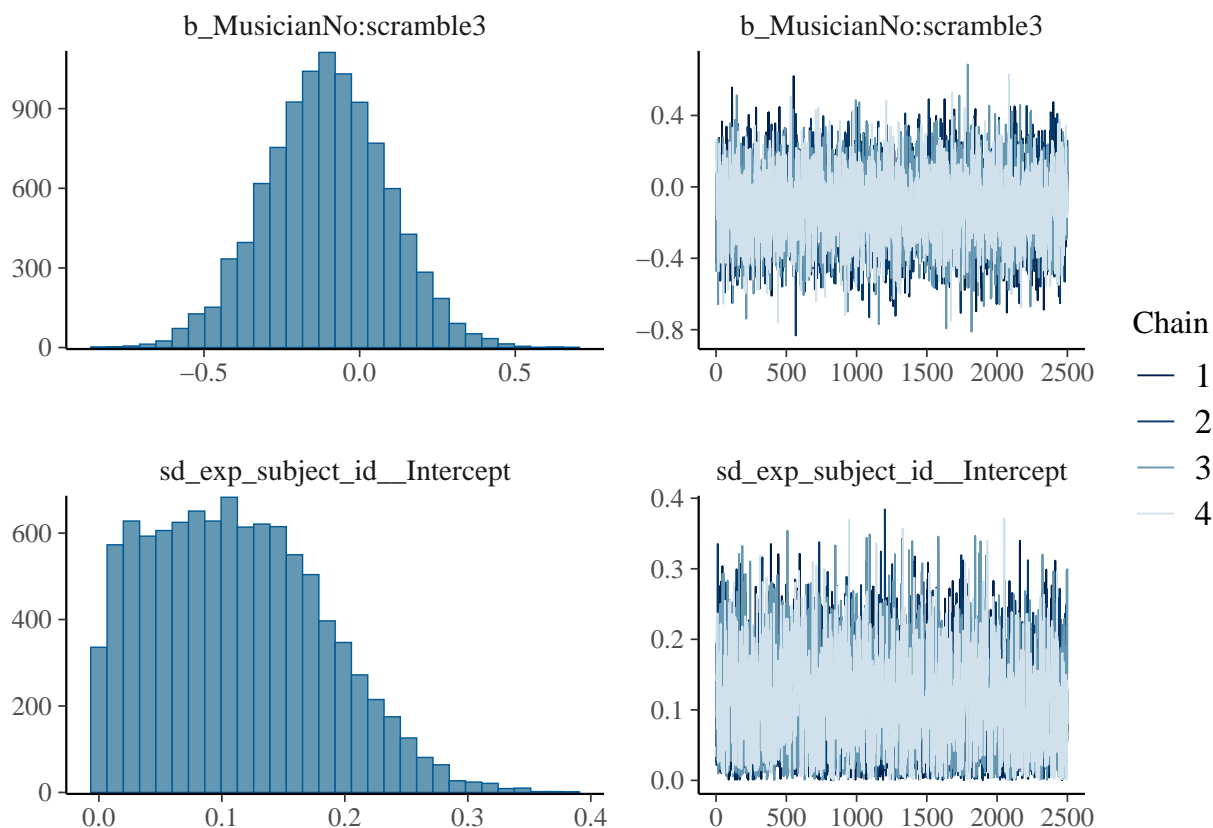 b_MusicianNo:scramble3
900
600
300
0
−0.5 0.0 0.5
b_MusicianNo:scramble3
0.4
0.0
−0.4
−0.8
0 500 1000 1500 2000 2500
sd_exp_subject_id__Intercept
600
400
200
0
0.0 0.1 0.2 0.3 0.4
sd_exp_subject_id__Intercept
0.4
0.3
0.2
0.1
0.0
0 500 1000 1500 2000 2500
Chain
1
2
3
4